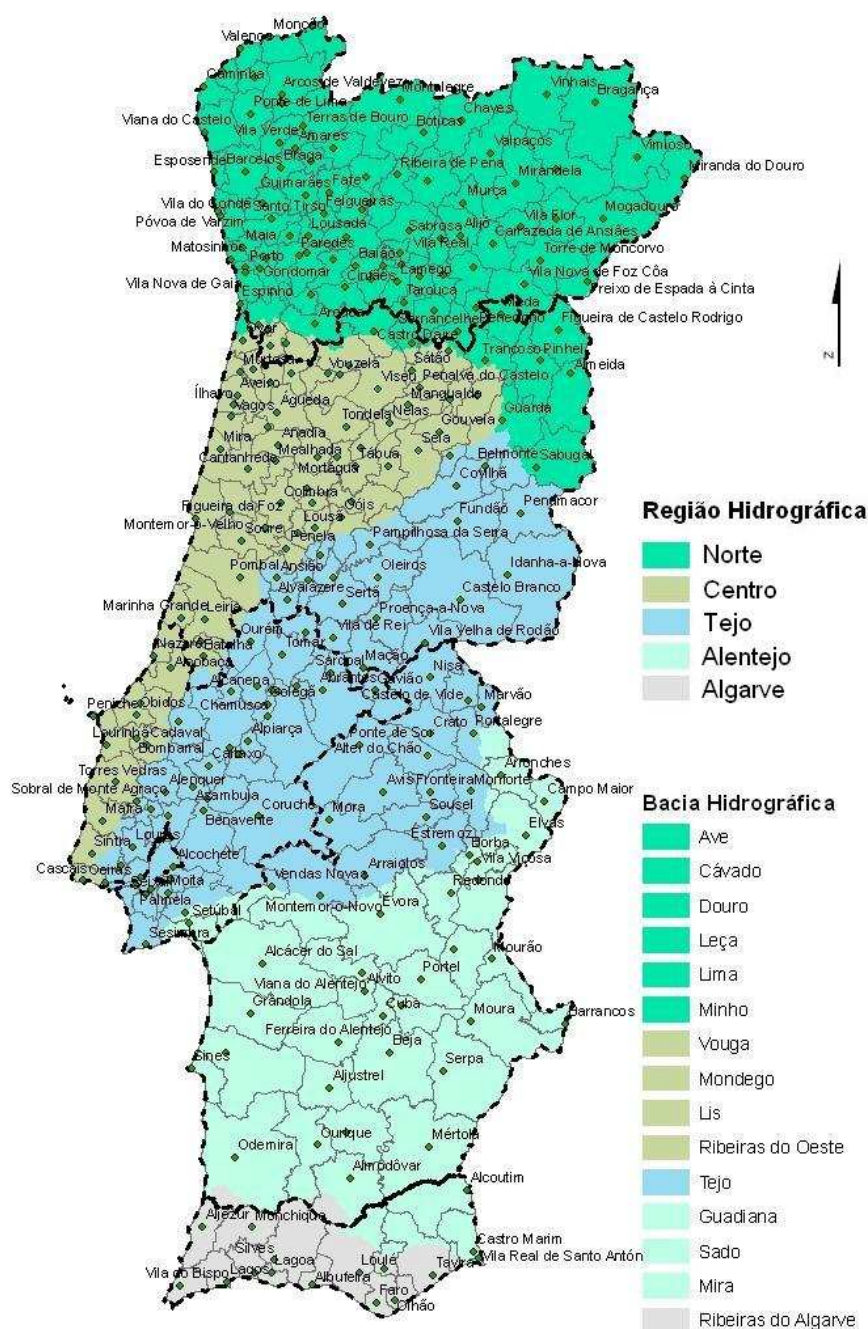 Monção
Valença
Caminha
Arcos de Valdevez
Montalegre
Vinhais
Bragança
Ponte de Lima
Chaves
Viana do Castelo
Terras de Bouro
Boticas
Vila Verde
Amares
Valpaços
Vimioso
Esposende
Barcelos
Braga
Ribeira de Pena
Mirandela
Miranda do Douro
Guimarães
Fafe
Murça
Vila do Conde
Santo Tirso
Felgueiras
Mogadouro
Póvoa de Varzim
Lousada
Sabrosa
Alijó
Vila Flor
Carrazeda de Ansiães
Maia
Matosinhos
Paredes
Vila Real
Torre de Moncorvo
Porto
Baião
Gondomar
Lamego
Vila Nova de Foz Côa
Vila Nova de Gaia
Cinfães
Freixo de Espada à Cinta
Espinho
Tarouca
Arouca
Sernancelhe
Penedono
Meda
Figueira de Castelo Rodrigo
Ovar
Castro Daire
Trancoso
Pinhel
Murtosa
Vouzela
Sátão
Almeida
Aveiro
Viseu
Penalva do Castelo
Ílhavo
Águeda
Mangualde
Vagos
Nelas
Guarda
Tondela
Gouveia
Mira
Anadia
Seia
Mealhada
Tábua
Belmonte
Sabugal
Cantanhede
Mortágua
Covilhã
Coimbra
Penamacor
Figueira da Foz
Góis
Fundão
Montemor-o-Velho
Lousã
Soure
Penela
Pampilhosa da Serra
Pombal
Ansião
Oleiros
Idanha-a-Nova
Alvaiázere
Castelo Branco
Sertã
Marinha Grande
Leiria
Proença-a-Nova
Ourém
Vila de Rei
Vila Velha de Rodão
Nazaré
Batalha
Tomar
Alcobaça
Sardoal
Mação
Nisa
Alcanena
Abrantes
Gavião
Golegã
Castelo de Vide
Marvão
Peniche
Óbidos
Chamusca
Crato
Portalegre
Lourinhã
Cadaval
Alpiarça
Ponte de Sor
Bombarral
Cartaxo
Alter do Chão
Arronches
Torres Vedras
Alenquer
Avis
Fronteira
Monforte
Sobral de Monte Agraço
Azambuja
Campo Maior
Mafra
Coruche
Mora
Sousel
Benavente
Elvas
Loures
Estremoz
Sintra
Borba
Alcochete
Vila Viçosa
Cascais
Oeiras
Arraiolos
Seixal
Moita
Vendas Novas
Redondo
Palmela
Montemor-o-Novo
Évora
Setúbal
Sesimbra
Mourão
Alcácer do Sal
Portel
Viana do Alentejo
Alvito
Grândola
Cuba
Moura
Barrancos
Ferreira do Alentejo
Beja
Sines
Serpa
Aljustrel
Ourique
Mértola
Odemira
Almodôvar
Alcoutim
Aljezur
Monchique
Castro Marim
Silves
Vila Real de Santo Antón
Lagoa
Loulé
Vila do Bispo
Lagos
Albufeira
Tavira
Faro
Olhão
z
Região Hidrográfica
Norte
Centro
Tejo
Alentejo
Algarve
Bacia Hidrográfica
Ave
Cávado
Douro
Leça
Lima
Minho
Vouga
Mondego
Lis
Ribeiras do Oeste
Tejo
Guadiana
Sado
Mira
Ribeiras do Algarve